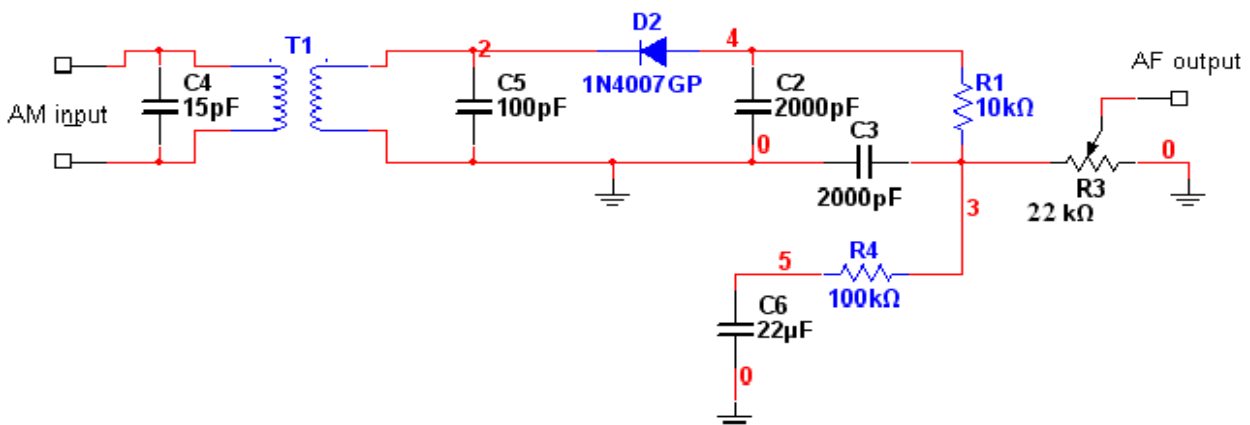 D2
T1
2
4
AF output
C4
15pF
C5
100pF
1N4007GP
C2
2000pF
R1
10kΩ
AM input
0
C3
2000pF
0
R3
22 kΩ
3
5
R4
100kΩ
C6
22µF
0